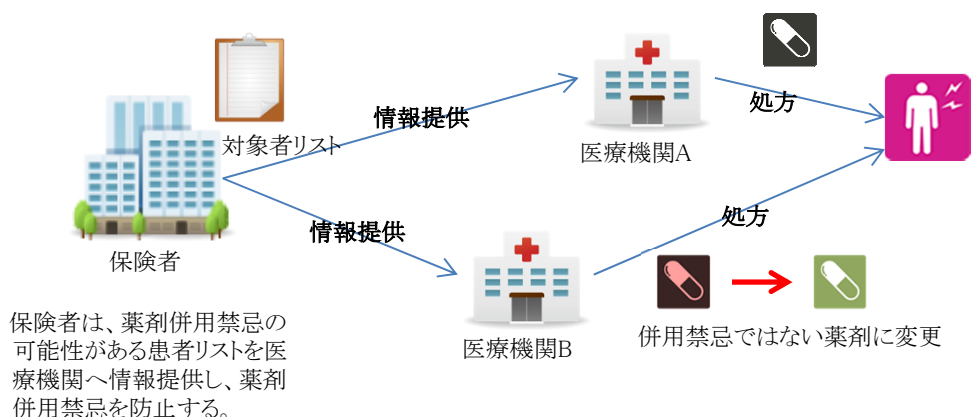 対象者リスト
情報提供
処方
医療機関A
保険者
情報提供
処方
医療機関B
併用禁忌ではない薬剤に変更
保険者は、薬剤併用禁忌の
可能性がある患者リストを医
療機関へ情報提供し、薬剤
併用禁忌を防止する。